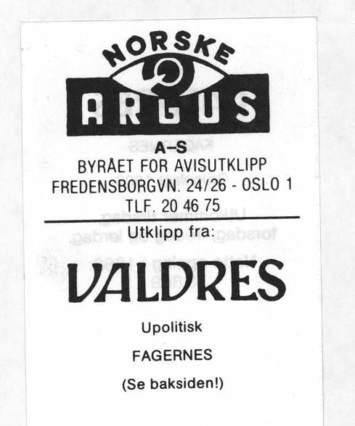 NORSKE
ARGUS
A–S
BYRÅET FOR AVISUTKLIPP
FREDENSBORGVN. 24/26 - OSLO 1
TLF. 20 46 75
Utklipp fra:
VALDRES
Upolitisk
FAGERNES
(Se baksiden!)